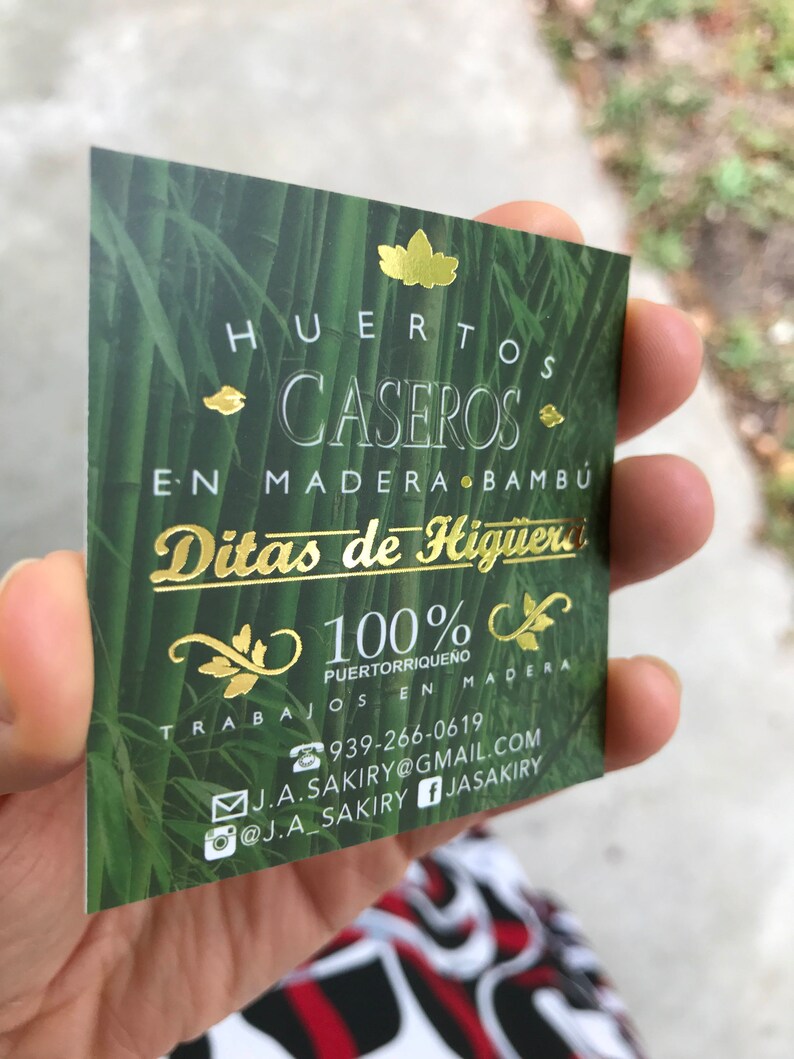 HUERTOS
CASEROS
EN MADERA • BAMBÚ
Ditas de Higüera
100%
PUERTORRIQUEÑO
TRABAJOS EN MADERA
939-266-0619
J.A.SAKIRY@GMAIL.COM
@J.A_SAKIRY f JASAKIRY